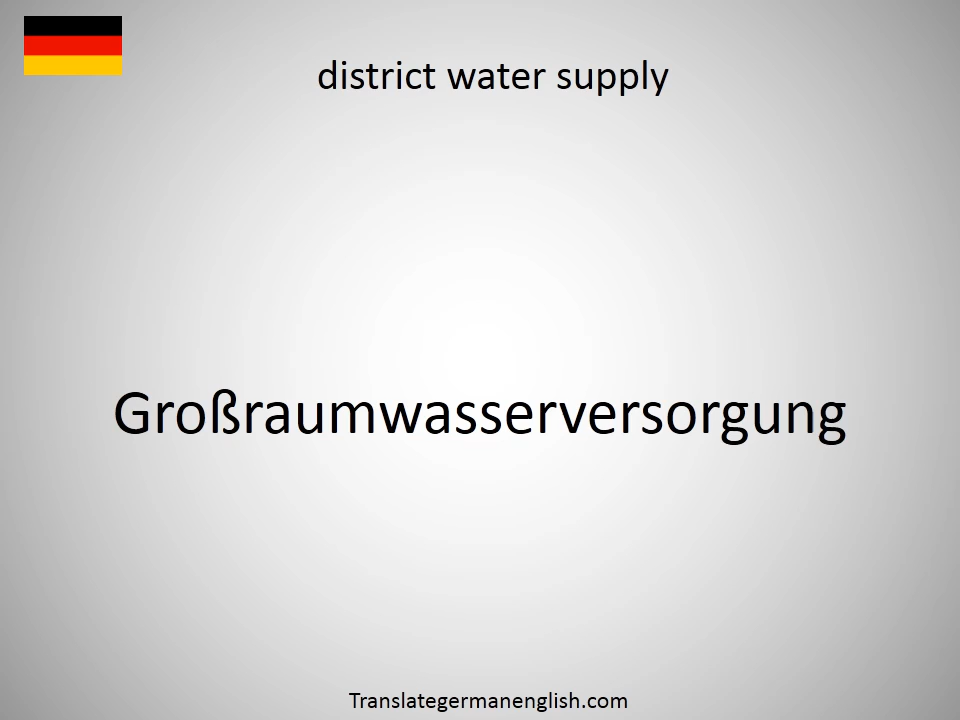 district water supply
Großraumwasserversorgung
Translategermanenglish.com